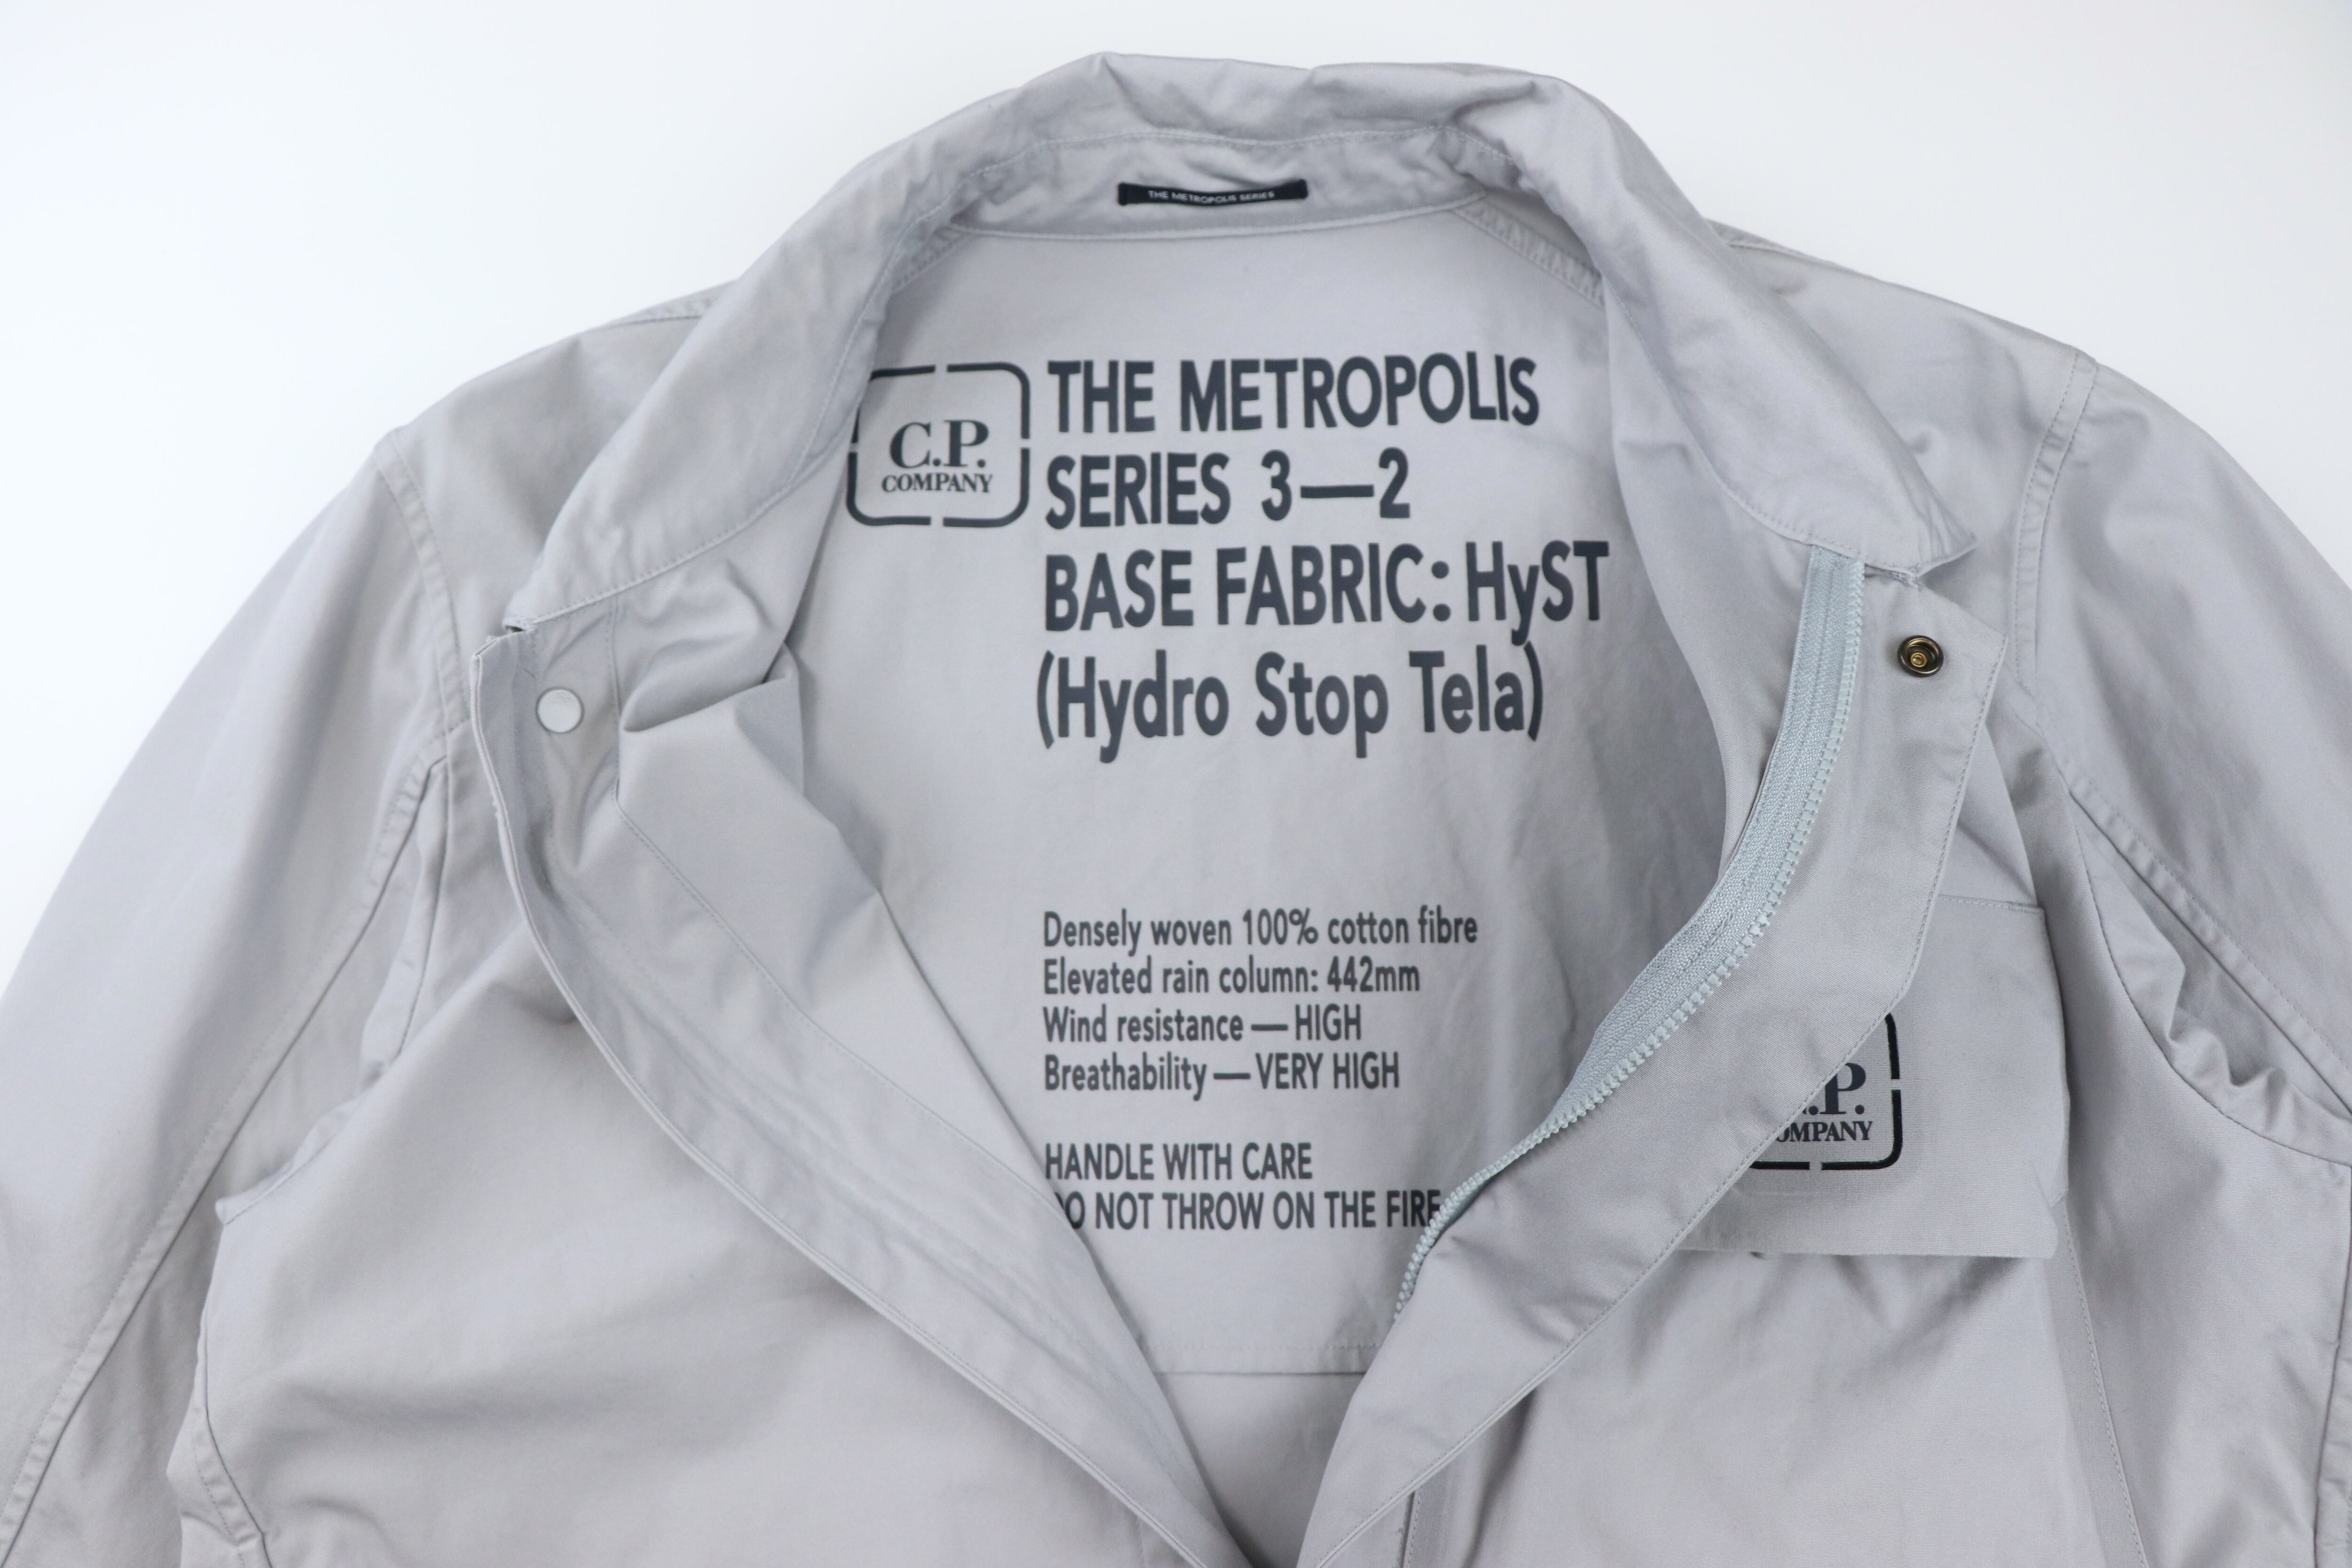 THE METROPOLIS SERIES
C.P.
COMPANY
THE METROPOLIS
SERIES 3—2
BASE FABRIC: HyST
(Hydro Stop Tela)
Densely woven 100% cotton fibre
Elevated rain column: 442mm
Wind resistance — HIGH
Breathability — VERY HIGH
HANDLE WITH CARE
DO NOT THROW ON THE FIRE
.P.
OMPANY